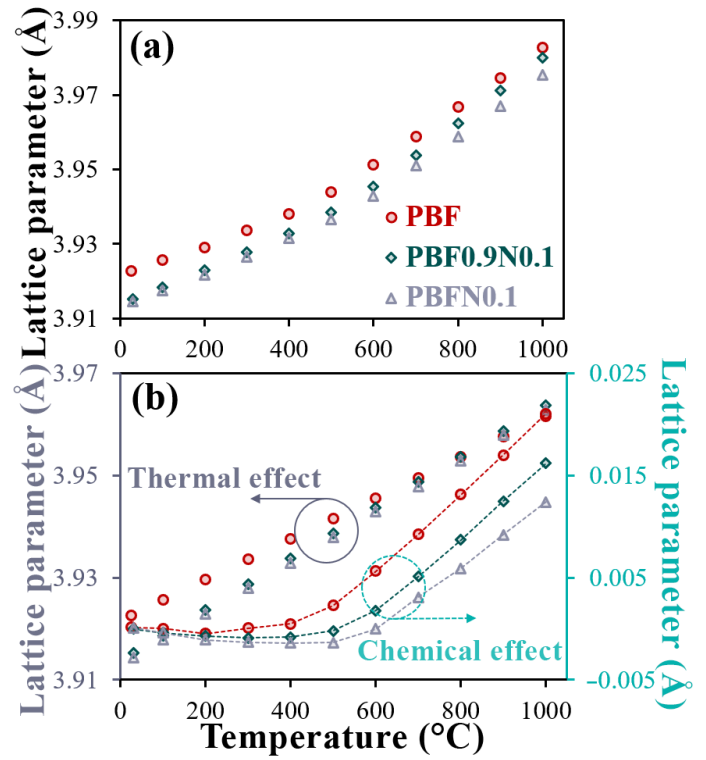 3.99
(a)
3.97
3.95
3.93
3.91
Lattice parameter (Å)
PBF
PBF0.9N0.1
PBFN0.1
0 200 400 600 800 1000
3.97 0.025
(b)
3.95 0.015
3.93 0.005
3.91 -0.005
Lattice parameter (Å)
Lattice parameter (Å)
Thermal effect
Chemical effect
0 200 400 600 800 1000
Temperature (°C)